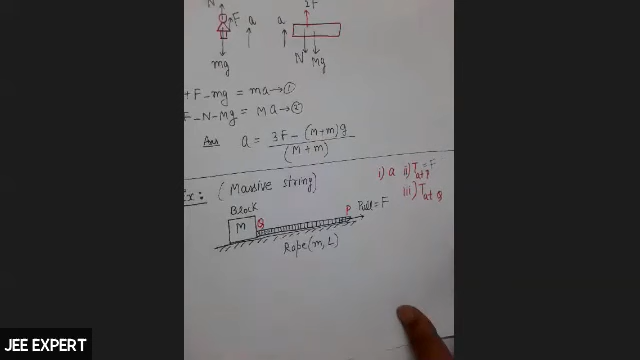 N
2F
F
a
a
mg
N
Mg
+F-mg = ma→①
F-N-Mg = Ma→②
Ans a = 3F-(M+m)g
(M+m)
Ex: (Massive string)
i) a ii) T at P = F
iii) T at Q
Block
M
Q
P
Pull = F
Rope(m, L)
JEE EXPERT